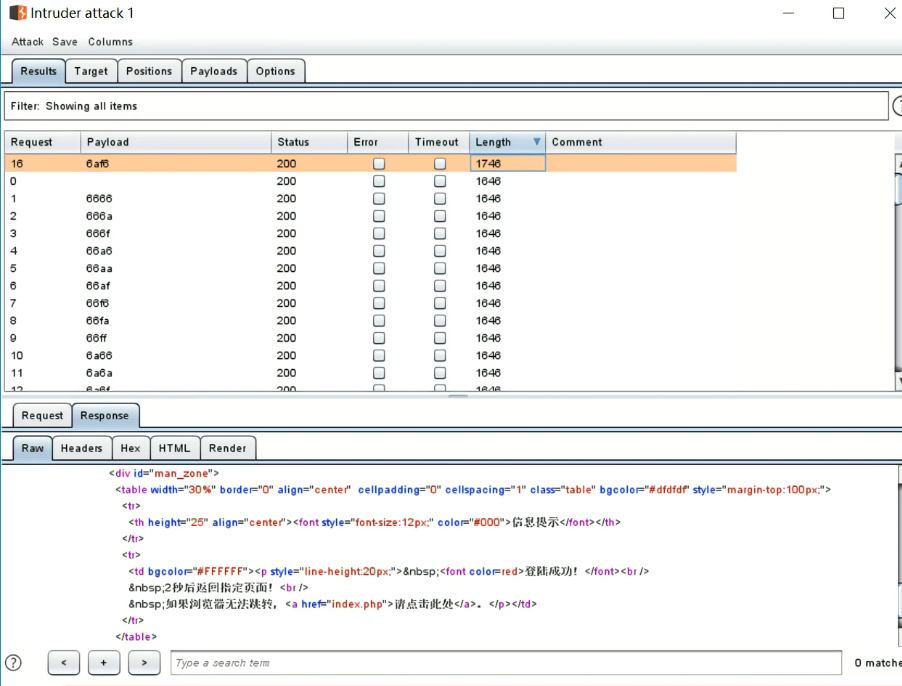 Intruder attack 1
Attack Save Columns
Results Target Positions Payloads Options
Filter: Showing all items
Request Payload Status Error Timeout Length Comment
16 6af6 200 1746
0 200 1646
1 6666 200 1646
2 666a 200 1646
3 666f 200 1646
4 66a6 200 1646
5 66aa 200 1646
6 66af 200 1646
7 66f6 200 1646
8 66fa 200 1646
9 66ff 200 1646
10 6a66 200 1646
11 6a6a 200 1646
12 6a6f 200 1646
Request Response
Raw Headers Hex HTML Render
<div id="man_zone">
<table width="30%" border="0" align="center" cellpadding="0" cellspacing="1" class="table" bgcolor="#dfdfdf" style="margin-top:100px;">
<tr>
<th height="25" align="center"><font style="font-size:12px;" color="#000">信息提示</font></th>
</tr>
<tr>
<td bgcolor="#FFFFFF"><p style="line-height:20px;">&nbsp;<font color=red>登陆成功！</font><br />
&nbsp;2秒后返回指定页面！<br />
&nbsp;如果浏览器无法跳转，<a href="index.php">请点击此处</a>。</p></td>
</tr>
</table>
? < + > Type a search term 0 matche